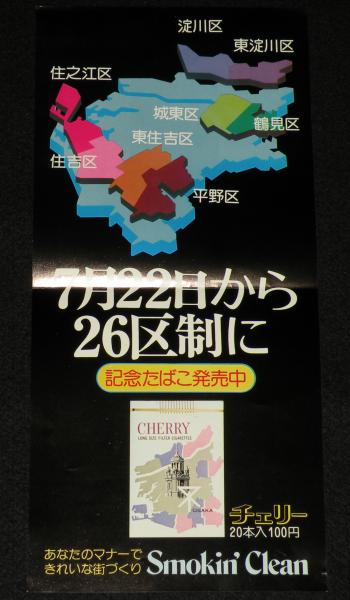 淀川区
東淀川区
住之江区
城東区
鶴見区
東住吉区
住吉区
平野区
7月22日から
26区制に
記念たばこ発売中
CHERRY
LONG SIZE FILTER CIGARETTES
OSAKA
チェリー
20本入100円
あなたのマナーで
きれいな街づくり
Smokin' Clean